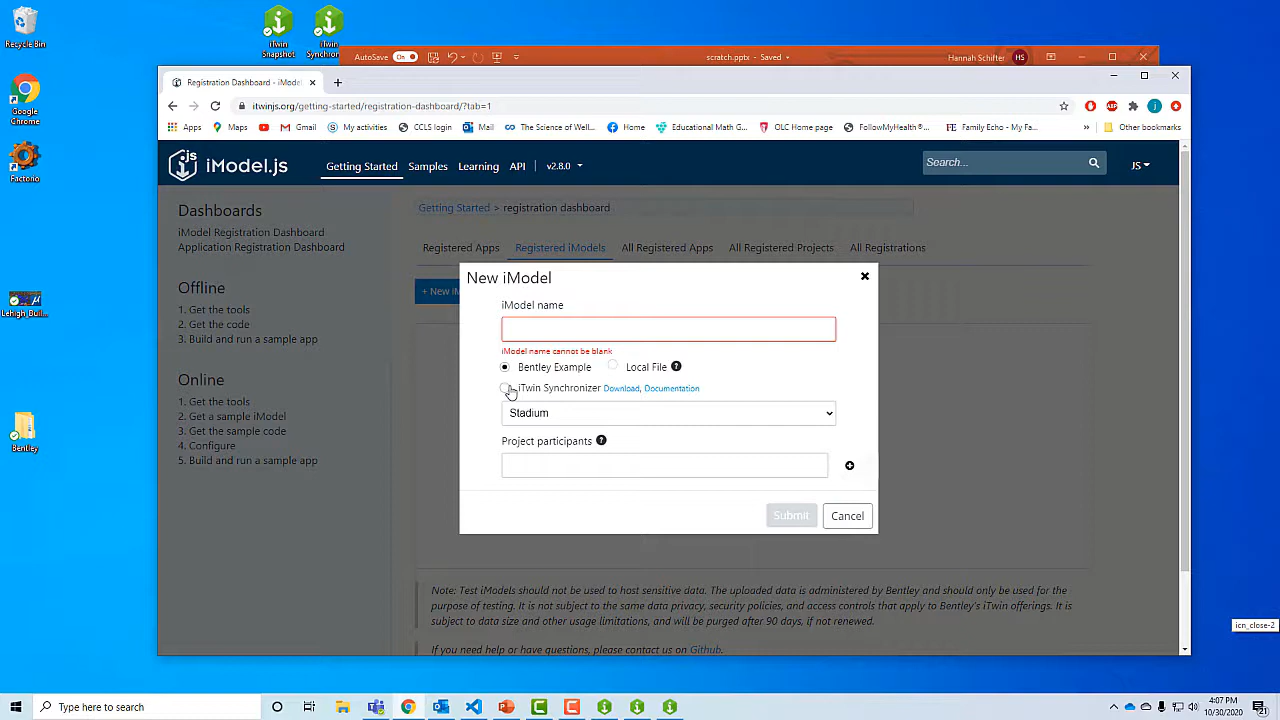 Recycle Bin
Google Chrome
Factorio
Lehigh_Buil...
Bentley
iTwin Snapshot
iTwin Synchron...
AutoSave On
scratch.pptx - Saved
Hannah Schifter HS
Registration Dashboard - iModel
itwinjs.org/getting-started/registration-dashboard/?tab=1
Apps Maps Gmail My activities CCLS login Mail The Science of Well... Home Educational Math G... OLC Home page FollowMyHealth®... Family Echo - My Fa... » Other bookmarks
iModel.js
Getting Started Samples Learning API v2.8.0
Search...
JS
Dashboards
iModel Registration Dashboard
Application Registration Dashboard
Offline
1. Get the tools
2. Get the code
3. Build and run a sample app
Online
1. Get the tools
2. Get a sample iModel
3. Get the sample code
4. Configure
5. Build and run a sample app
Getting Started > registration dashboard
Registered Apps Registered iModels All Registered Apps All Registered Projects All Registrations
+ New iM
New iModel
iModel name
iModel name cannot be blank
Bentley Example Local File ?
iTwin Synchronizer Download, Documentation
Stadium
Project participants ?
Submit Cancel
Note: Test iModels should not be used to host sensitive data. The uploaded data is administered by
Bentley and should only be used for the
purpose of testing. It is not subject to the same data privacy, security policies, and access controls that apply to Bentley's iTwin offerings. It is
subject to data size and other usage limitations, and will be purged after 90 days, if not renewed.
If you need help or have questions, please contact us on Github.
icn_close-2
Type here to search
4:07 PM
10/30/2020